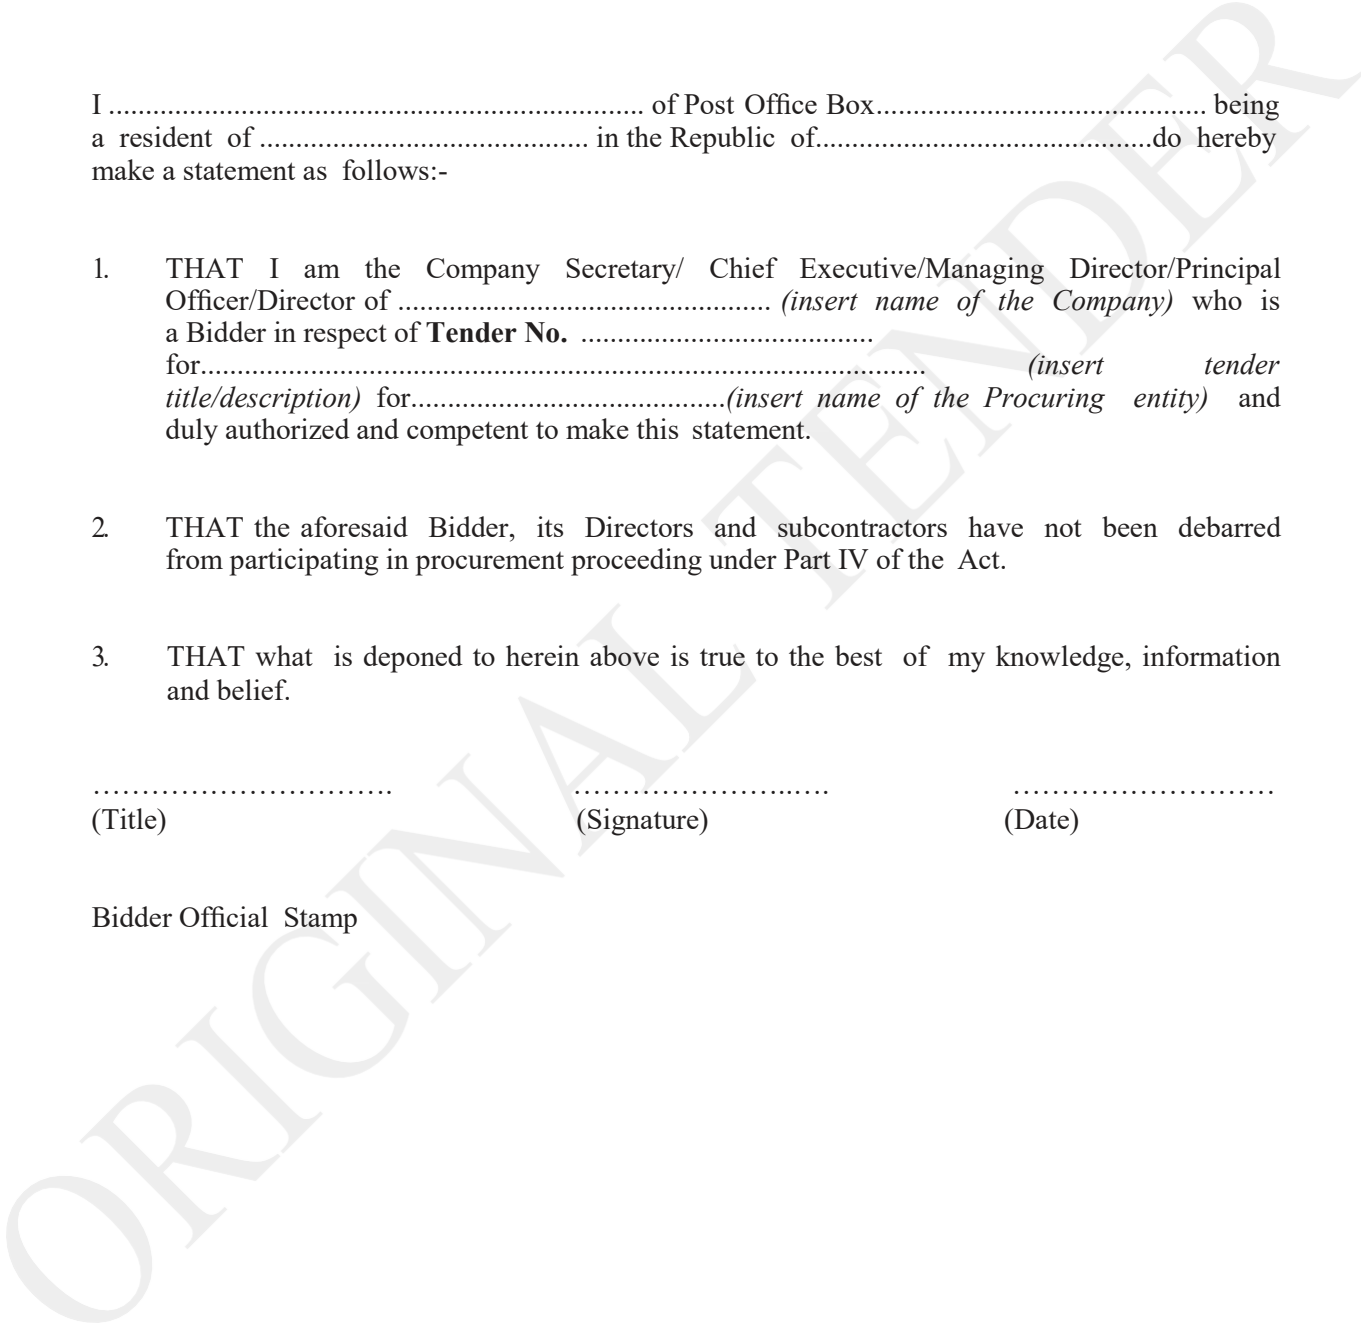 I ......................................................................... of Post Office Box............................................. being
a resident of ............................................. in the Republic of..............................................do hereby
make a statement as follows:-
1. THAT I am the Company Secretary/ Chief Executive/Managing Director/Principal
Officer/Director of ................................................... (insert name of the Company) who is
a Bidder in respect of Tender No. ........................................
for................................................................................................... (insert tender
title/description) for...........................................(insert name of the Procuring entity) and
duly authorized and competent to make this statement.
2. THAT the aforesaid Bidder, its Directors and subcontractors have not been debarred
from participating in procurement proceeding under Part IV of the Act.
3. THAT what is deponed to herein above is true to the best of my knowledge, information
and belief.
…………………………. …………………..…. ………………………
(Title) (Signature) (Date)
Bidder Official Stamp
ORIGINAL TENDER